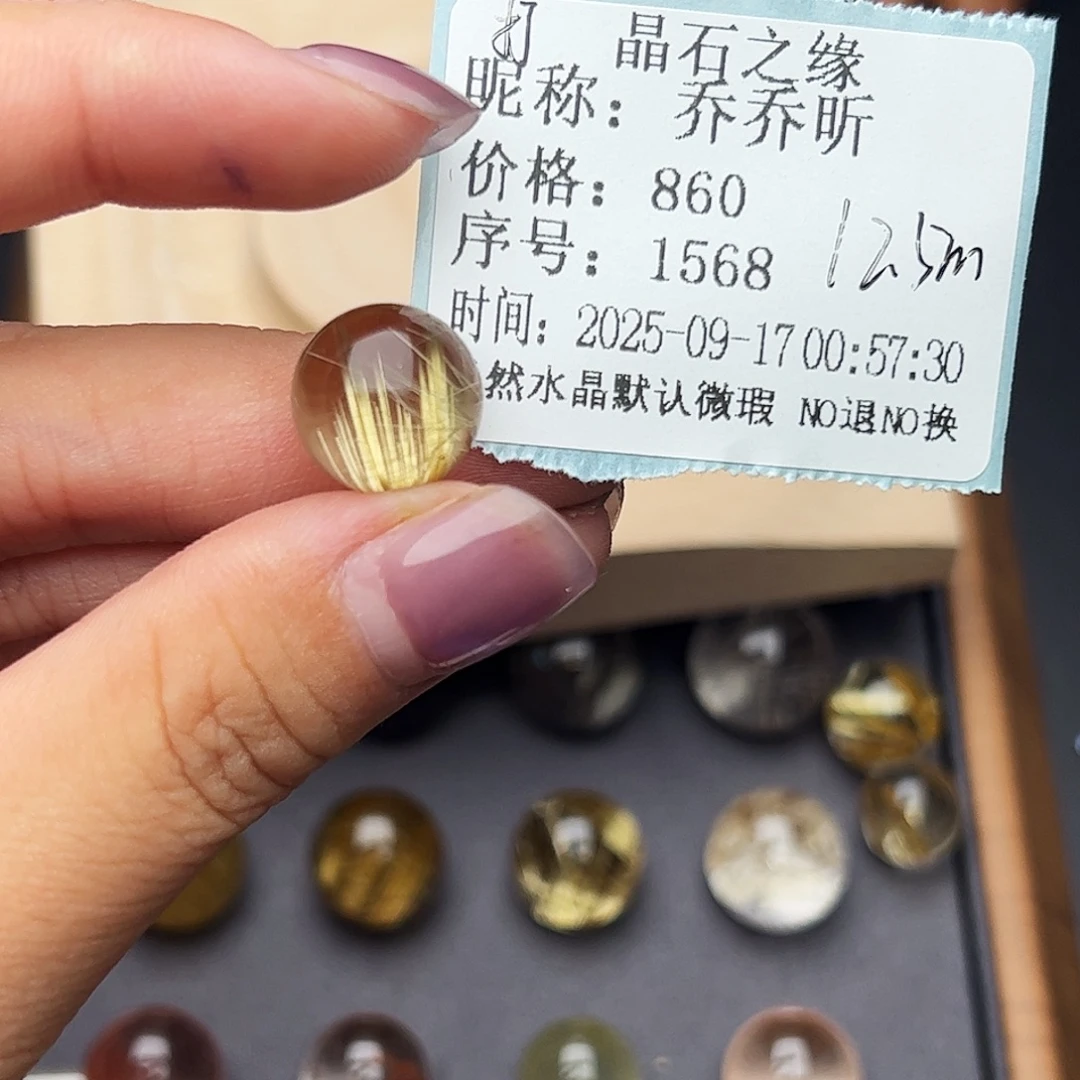 打 晶石之缘
昵称： 乔乔昕
价格： 860
序号： 1568 12.5m
时间： 2025-09-17 00:57:30
然水晶默认微瑕 NO退NO换